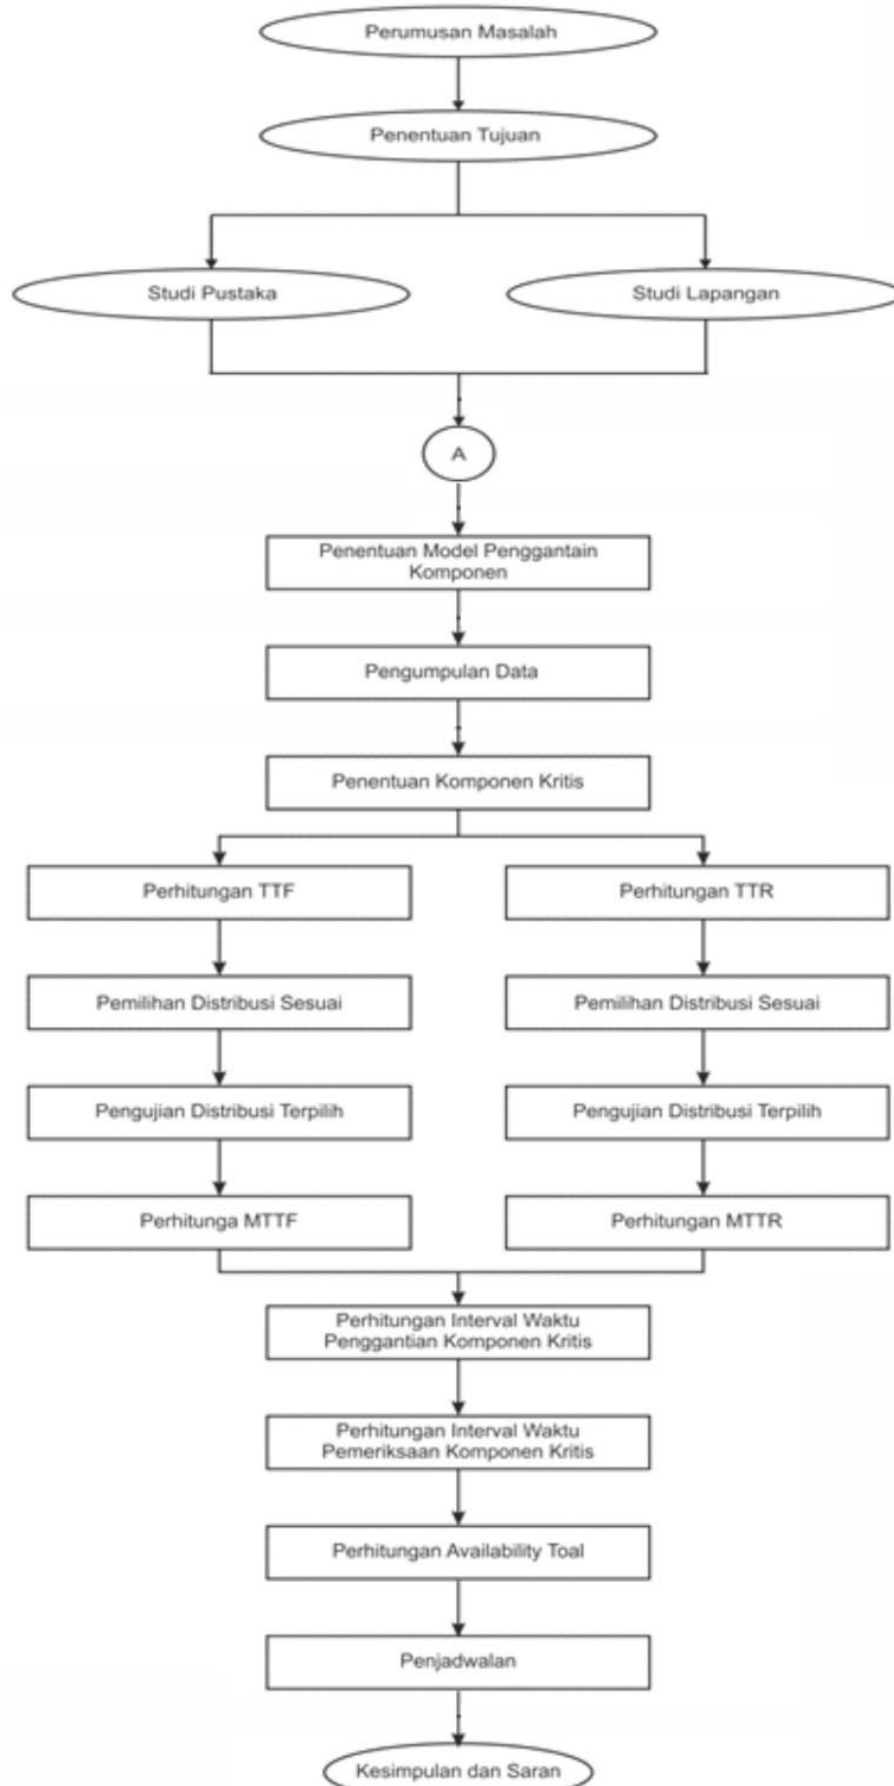 Perumusan Masalah
Penentuan Tujuan
Studi Pustaka
Studi Lapangan
A
Penentuan Model Penggantain
Komponen
Pengumpulan Data
Penentuan Komponen Kritis
Perhitungan TTF
Perhitungan TTR
Pemilihan Distribusi Sesuai
Pemilihan Distribusi Sesuai
Pengujian Distribusi Terpilih
Pengujian Distribusi Terpilih
Perhitunga MTTF
Perhitungan MTTR
Perhitungan Interval Waktu
Penggantian Komponen Kritis
Perhitungan Interval Waktu
Pemeriksaan Komponen Kritis
Perhitungan Availability Toal
Penjadwalan
Kesimpulan dan Saran